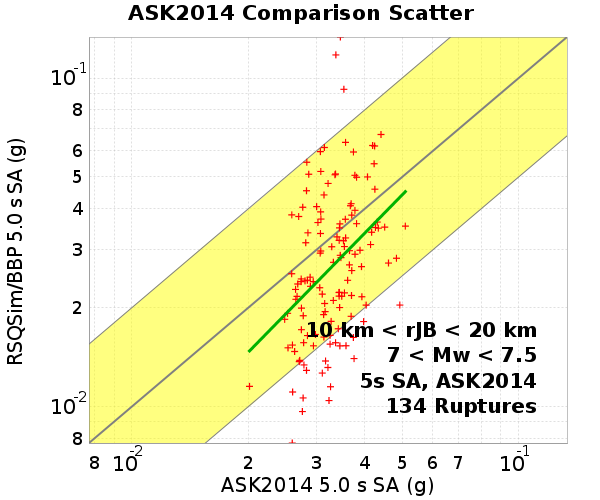 ASK2014 Comparison Scatter
RSQSim/BBP 5.0 s SA (g)
10⁻¹
8
6
5
4
3
2
10⁻²
8
10 km < rJB < 20 km
7 < Mw < 7.5
5s SA, ASK2014
134 Ruptures
8 10⁻² 2 3 4 5 6 7 10⁻¹
ASK2014 5.0 s SA (g)